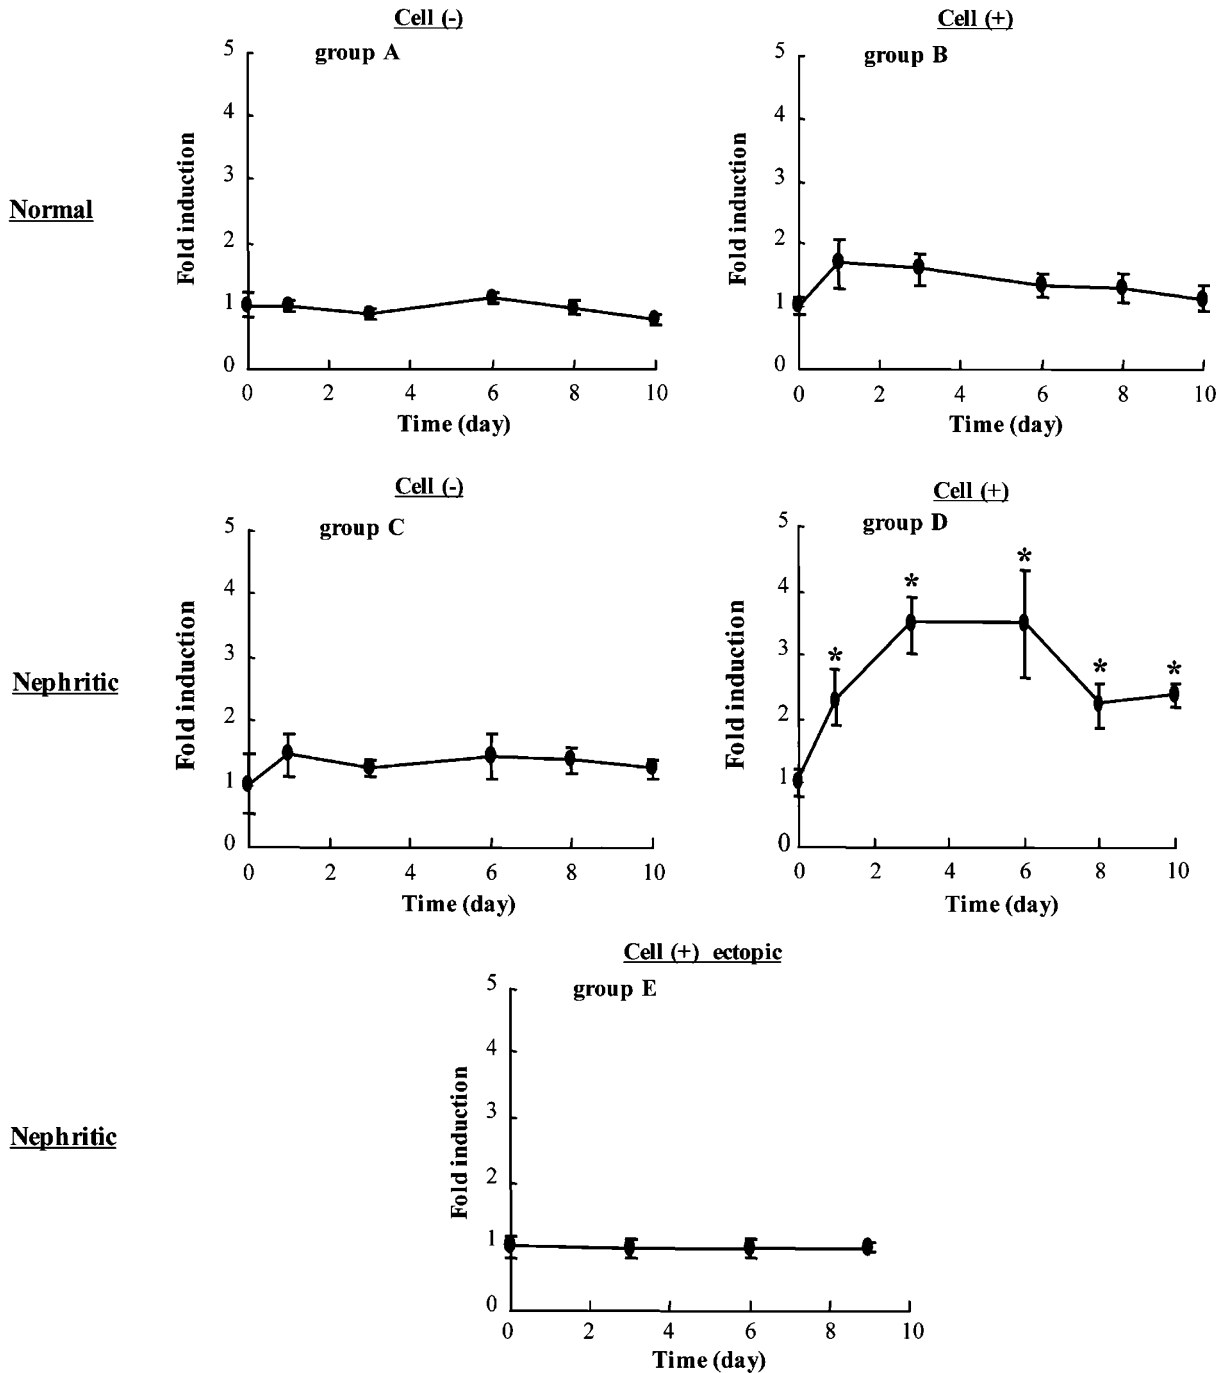 Cell (-)
group A
5
4
3
2
1
0
Fold induction
0 2 4 6 8 10
Time (day)
Cell (+)
group B
5
4
3
2
1
0
Fold induction
0 2 4 6 8 10
Time (day)
Normal
Cell (-)
group C
5
4
3
2
1
0
Fold induction
0 2 4 6 8 10
Time (day)
Cell (+)
group D
5
4
3
2
1
0
Fold induction
* * * * *
0 2 4 6 8 10
Time (day)
Nephritic
Cell (+) ectopic
group E
5
4
3
2
1
0
Fold induction
0 2 4 6 8 10
Time (day)
Nephritic